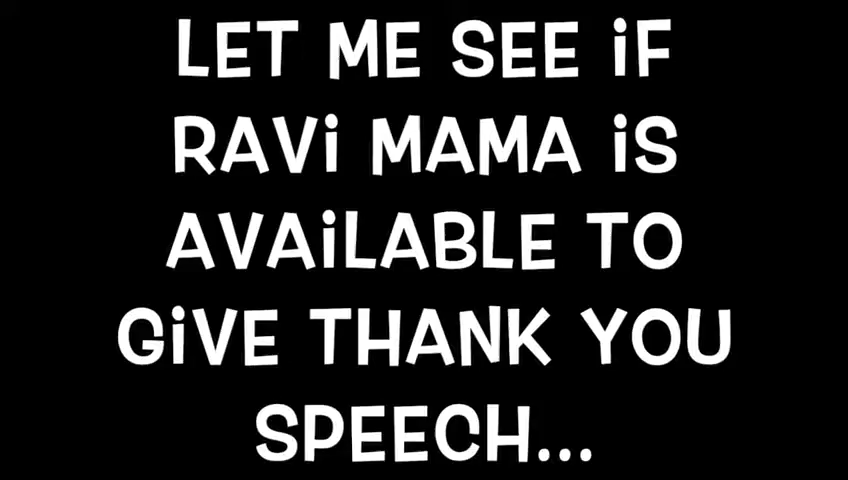 LET ME SEE iF
RAVi MAMA iS
AVAiLABLE TO
GiVE THANK YOU
SPEECH...